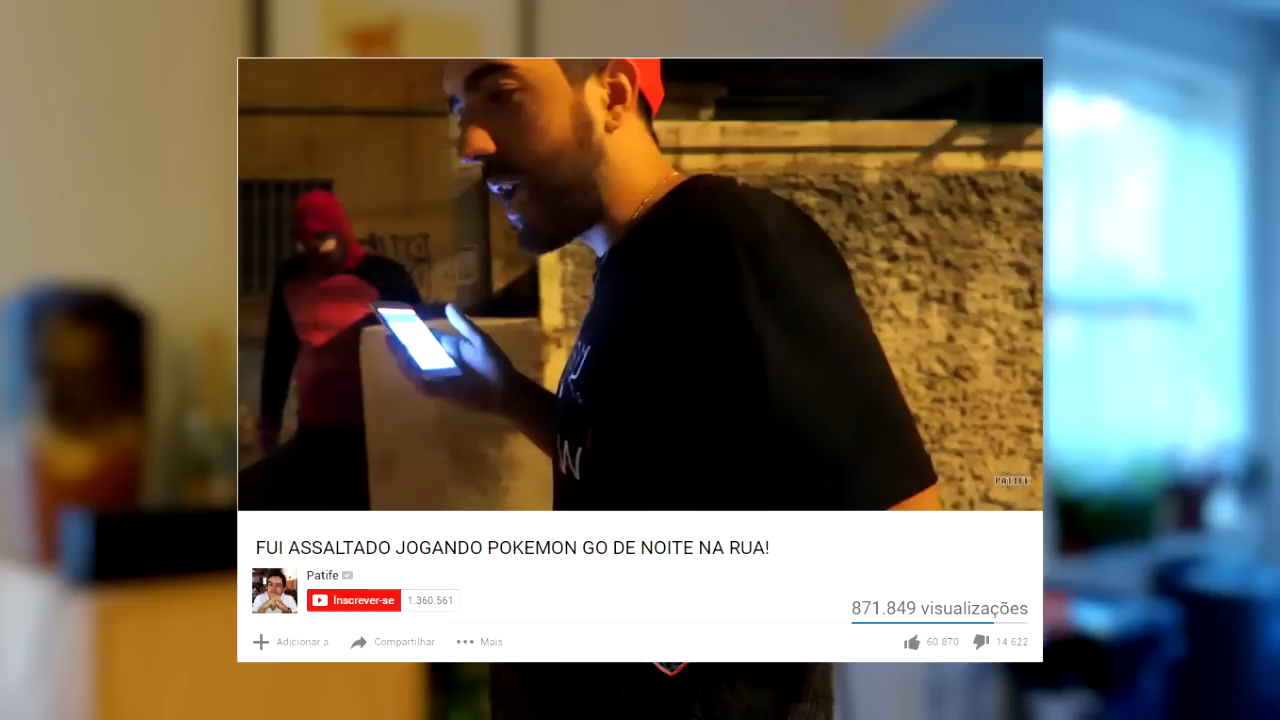 PATIFE
FUI ASSALTADO JOGANDO POKEMON GO DE NOITE NA RUA!
Patife
Inscrever-se 1.360.561
871.849 visualizações
Adicionar a Compartilhar Mais 60.870 14.622